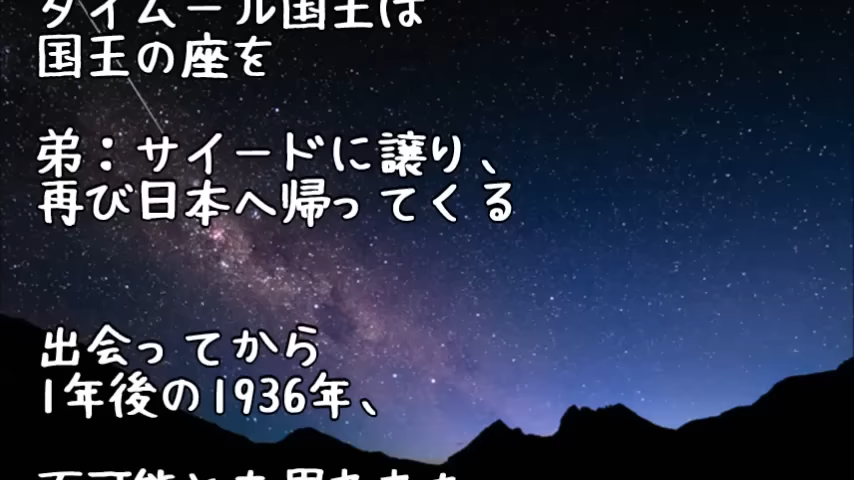 タイムール国王は
国王の座を
弟：サイードに譲り、
再び日本へ帰ってくる
出会ってから
1年後の1936年、